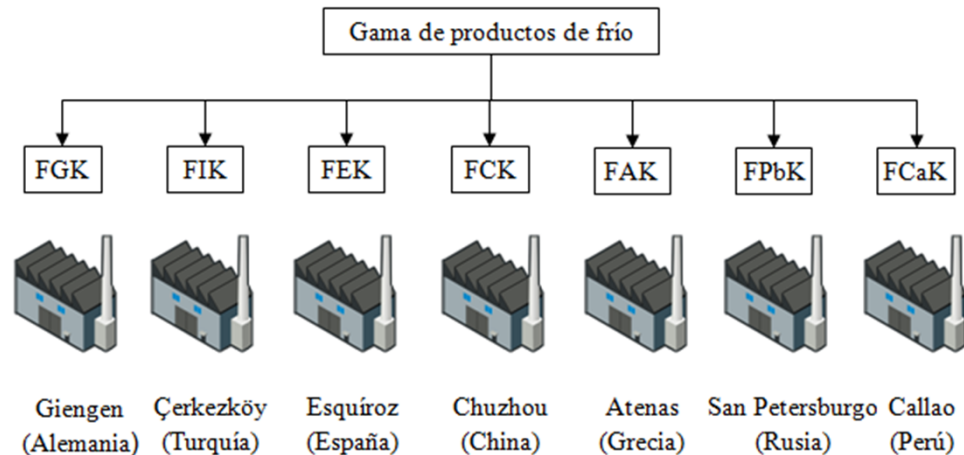 Gama de productos de frío
FGK
FIK
FEK
FCK
FAK
FPbK
FCaK
Giengen
(Alemania)
Çerkezköy
(Turquía)
Esquíroz
(España)
Chuzhou
(China)
Atenas
(Grecia)
San Petersburgo
(Rusia)
Callao
(Perú)